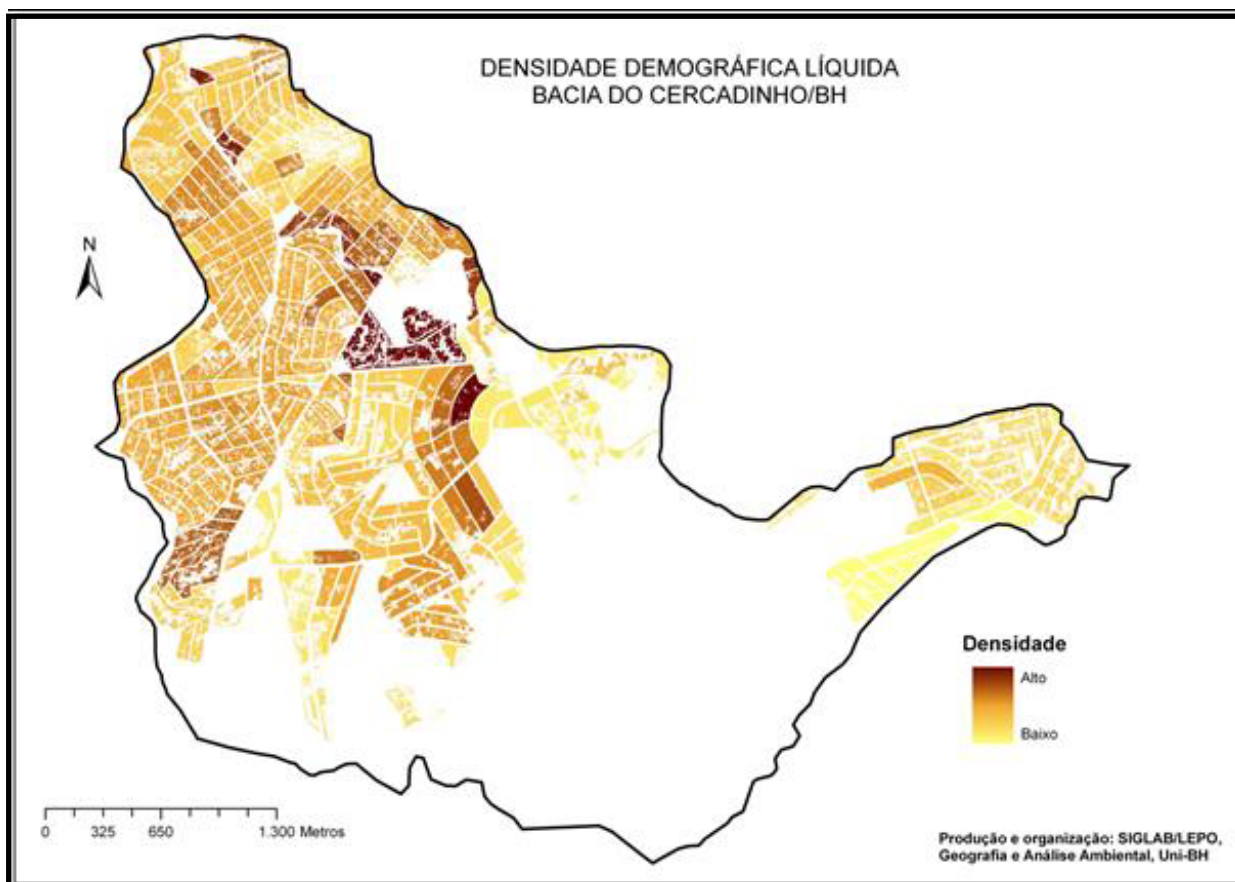 DENSIDADE DEMOGRÁFICA LÍQUIDA
BACIA DO CERCADINHO/BH
N
Densidade
Alto
Baixo
0 325 650 1.300 Metros
Produção e organização: SIGLAB/LEPO,
Geografia e Análise Ambiental, Uni-BH